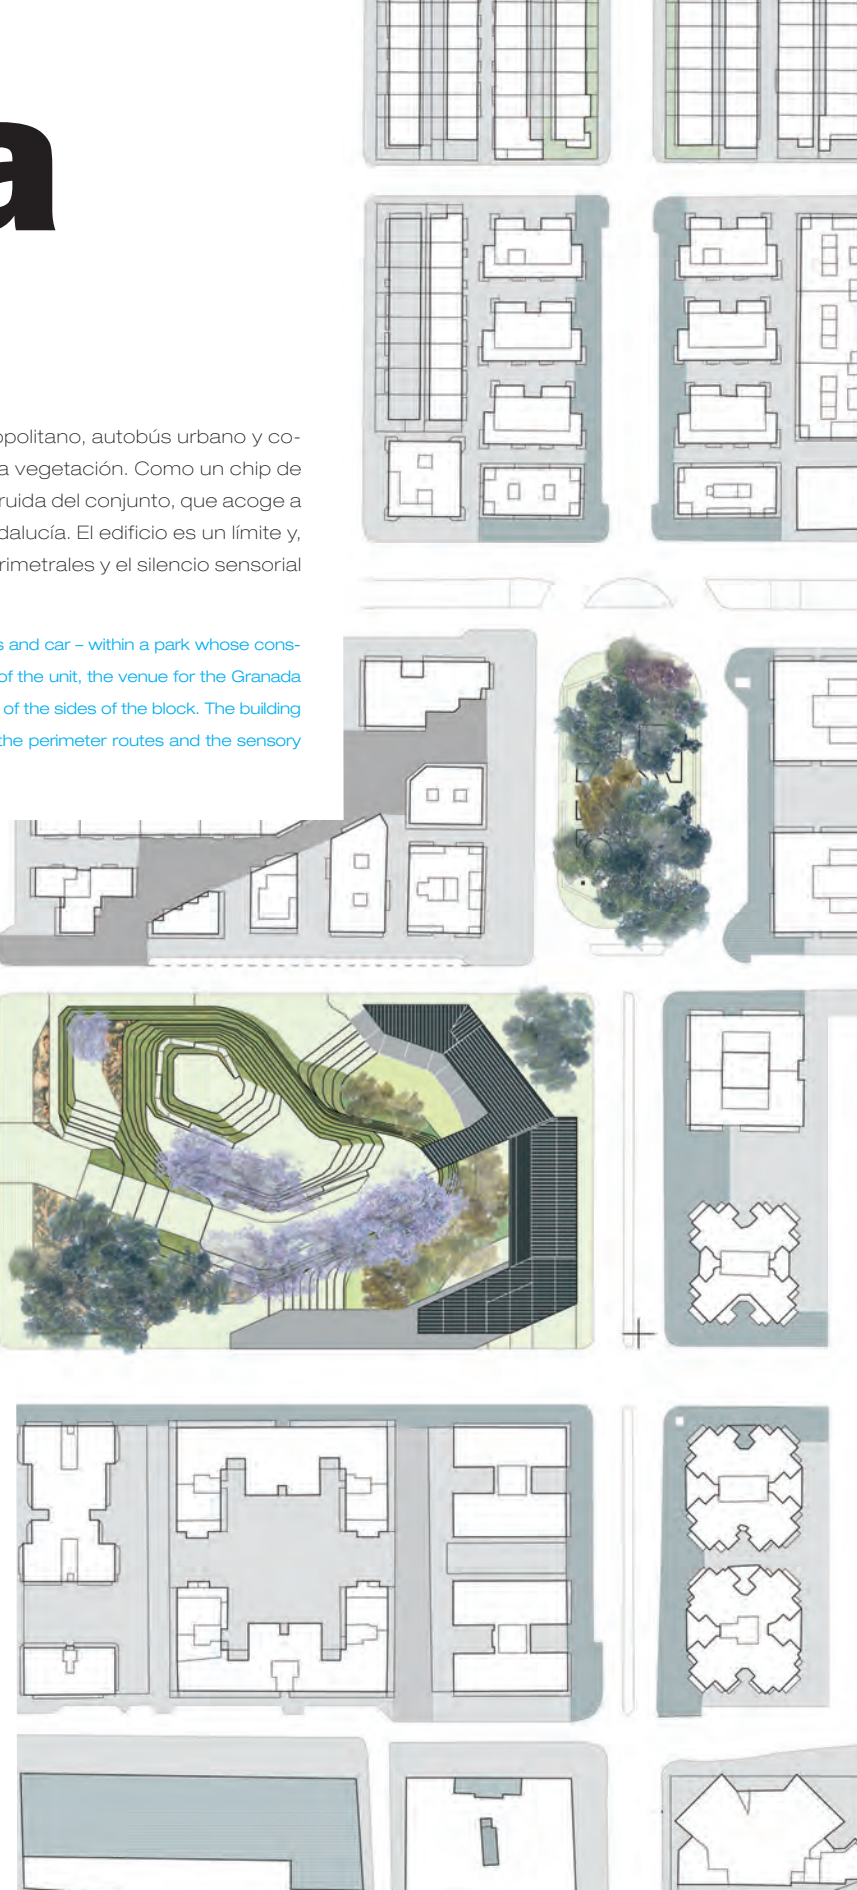 a
opolitano, autobús urbano y co-
a vegetación. Como un chip de
ruida del conjunto, que acoge a
dalucía. El edificio es un límite y,
rimetrales y el silencio sensorial
s and car – within a park whose cons-
of the unit, the venue for the Granada
of the sides of the block. The building
the perimeter routes and the sensory